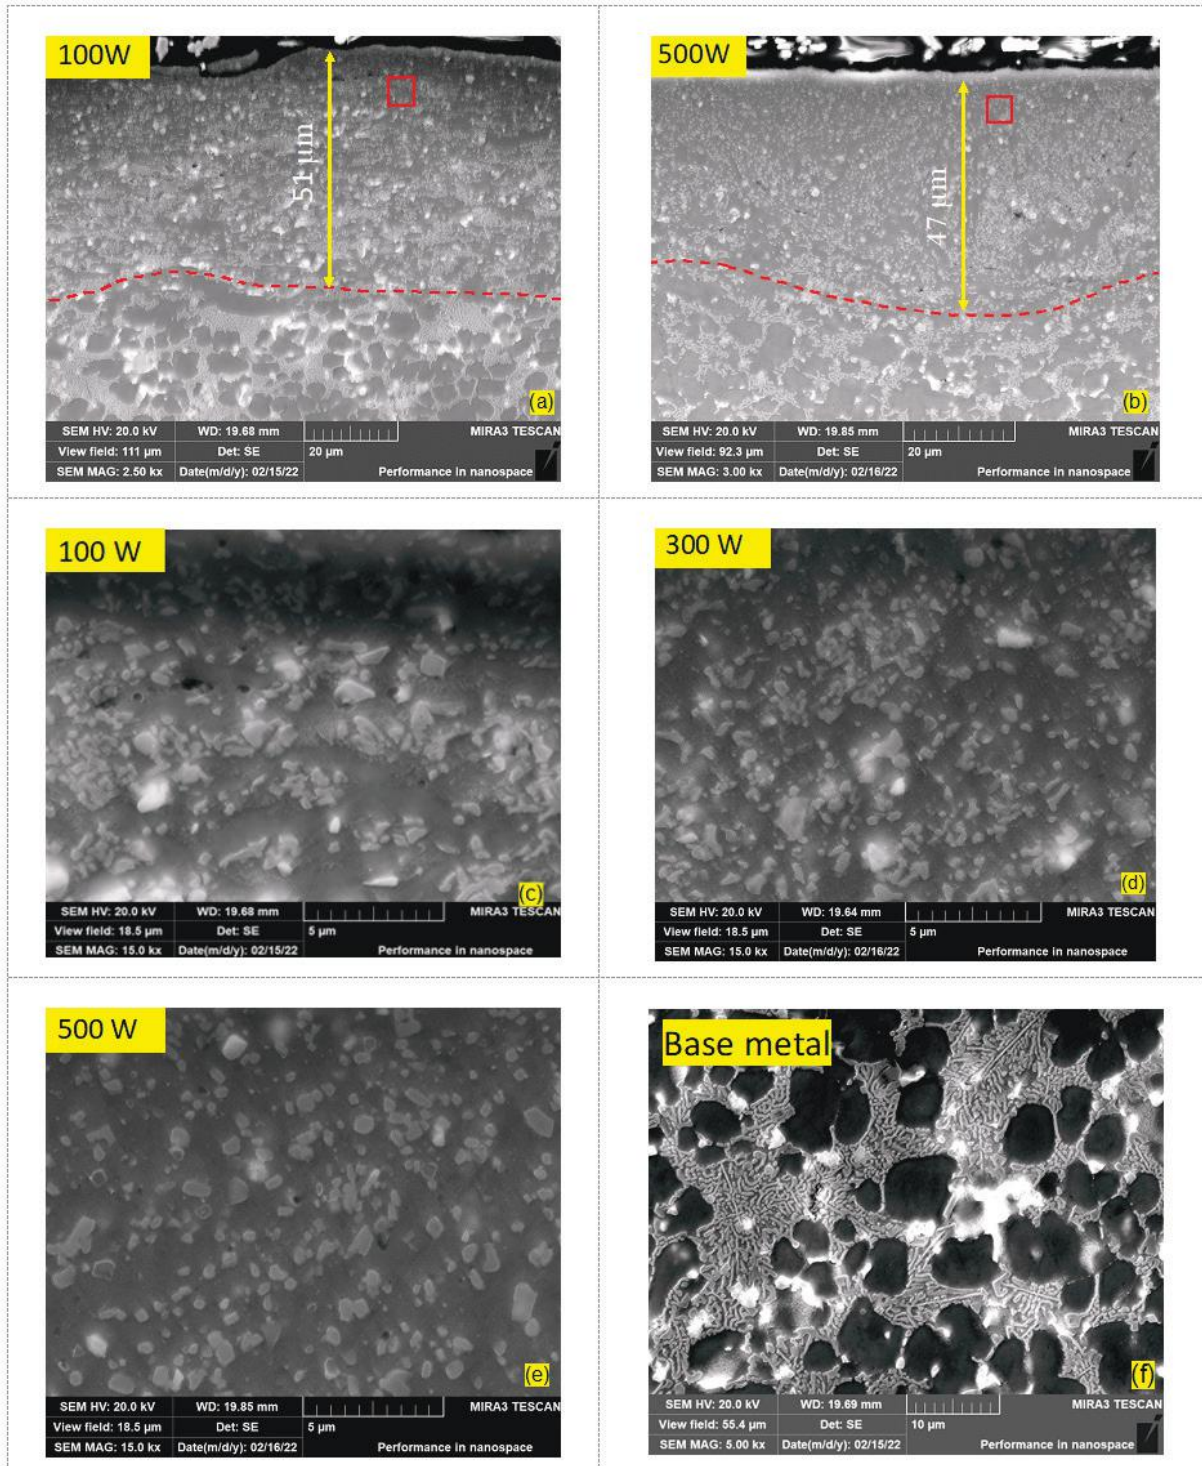 100W
51 μm
(a)
SEM HV: 20.0 kV WD: 19.68 mm MIRA3 TESCAN
View field: 111 μm Det: SE 20 μm
SEM MAG: 2.50 kx Date(m/d/y): 02/15/22 Performance in nanospace
500W
47 μm
(b)
SEM HV: 20.0 kV WD: 19.85 mm MIRA3 TESCAN
View field: 92.3 μm Det: SE 20 μm
SEM MAG: 3.00 kx Date(m/d/y): 02/16/22 Performance in nanospace
100 W
(c)
SEM HV: 20.0 kV WD: 19.68 mm MIRA3 TESCAN
View field: 18.5 μm Det: SE 5 μm
SEM MAG: 15.0 kx Date(m/d/y): 02/15/22 Performance in nanospace
300 W
(d)
SEM HV: 20.0 kV WD: 19.64 mm MIRA3 TESCAN
View field: 18.5 μm Det: SE 5 μm
SEM MAG: 15.0 kx Date(m/d/y): 02/16/22 Performance in nanospace
500 W
(e)
SEM HV: 20.0 kV WD: 19.85 mm MIRA3 TESCAN
View field: 18.5 μm Det: SE 5 μm
SEM MAG: 15.0 kx Date(m/d/y): 02/16/22 Performance in nanospace
Base metal
(f)
SEM HV: 20.0 kV WD: 19.69 mm MIRA3 TESCAN
View field: 55.4 μm Det: SE 10 μm
SEM MAG: 5.00 kx Date(m/d/y): 02/15/22 Performance in nanospace